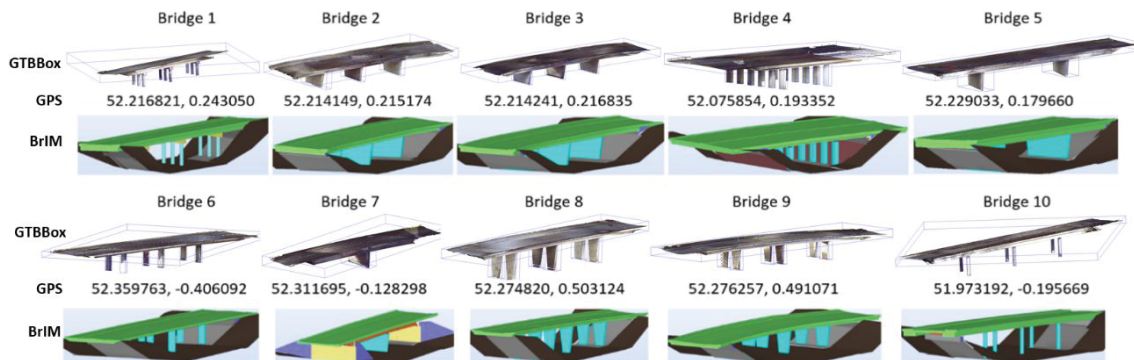 Bridge 1 Bridge 2 Bridge 3 Bridge 4 Bridge 5
GTBBox
GPS 52.216821, 0.243050 52.214149, 0.215174 52.214241, 0.216835 52.075854, 0.193352 52.229033, 0.179660
BrIM
Bridge 6 Bridge 7 Bridge 8 Bridge 9 Bridge 10
GTBBox
GPS 52.359763, -0.406092 52.311695, -0.128298 52.274820, 0.503124 52.276257, 0.491071 51.973192, -0.195669
BrIM